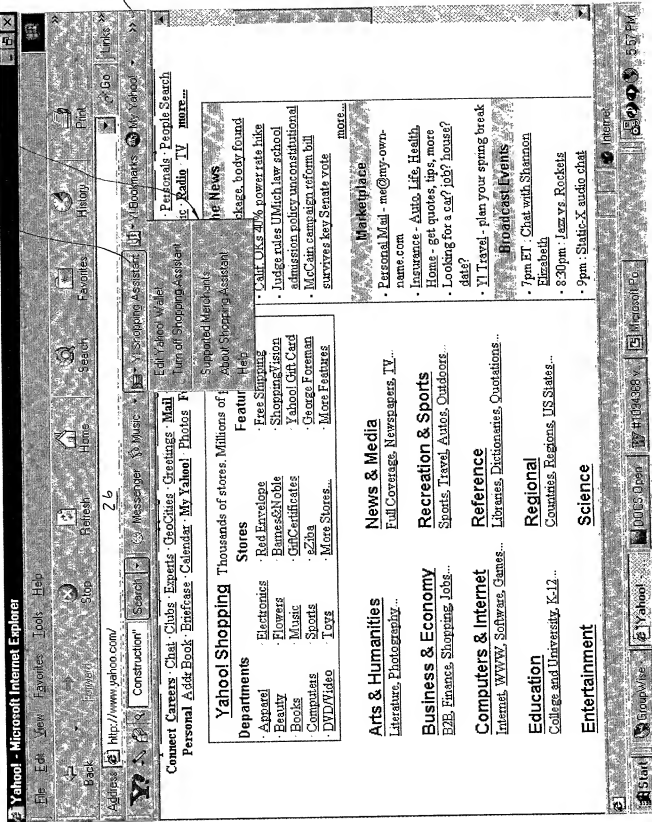 Yahoo! - Microsoft Internet Explorer
File Edit View Favorites Tools Help
Back Forward Stop Refresh Home Search Favorites History Print
Address http://www.yahoo.com/ 26 Go Links »
Y? Construction" Search Messenger Music Y! Shopping Assistant Y! Bookmarks My Yahoo! »
Edit Yahoo Wallet
Turn off Shopping Assistant
Supported Merchants
About Shopping Assistant
Help
Connect Careers · Chat · Clubs · Experts · GeoCities · Greetings · Mail · Personals · People Search
Personal Addr Book · Briefcase · Calendar · My Yahoo! · Photos Radio · TV more...
Yahoo! Shopping Thousands of stores. Millions of
Departments
· Apparel
· Beauty
· Books
· Computers
· DVD/Video
· Electronics
· Flowers
· Music
· Sports
· Toys
Stores
· Red Envelope
· Barnes&Noble
· GiftCertificates
· eZiba
· More Stores...
Featur
· Free Shipping
· ShoppingVision
· Yahoo! Gift Card
· George Foreman
· More Features
Arts & Humanities
Literature, Photography...
Business & Economy
B2B, Finance, Shopping, Jobs...
Computers & Internet
Internet, WWW, Software, Games...
Education
College and University, K-12...
Entertainment
News & Media
Full Coverage, Newspapers, TV...
Recreation & Sports
Sports, Travel, Autos, Outdoors...
Reference
Libraries, Dictionaries, Quotations...
Regional
Countries, Regions, US States...
Science
he News
ckage, body found
· Calif. OKs 40% power rate hike
· Judge rules UMich law school
admission policy unconstitutional
· McCain campaign reform bill
survives key Senate vote
more...
Marketplace
· Personal Mail - me@my-own-
name.com
· Insurance - Auto, Life, Health,
Home - get quotes, tips, more
· Looking for a car? job? house?
date?
· Y! Travel - plan your spring break
Broadcast Events
· 7pm ET : Chat with Shannon
Elizabeth
· 8:30pm : Jazz vs. Rockets
· 9pm : Static-X audio chat
Internet
Start GroupWise Yahoo! DOCS Open #1034368 v... Microsoft Po... 5:57 PM